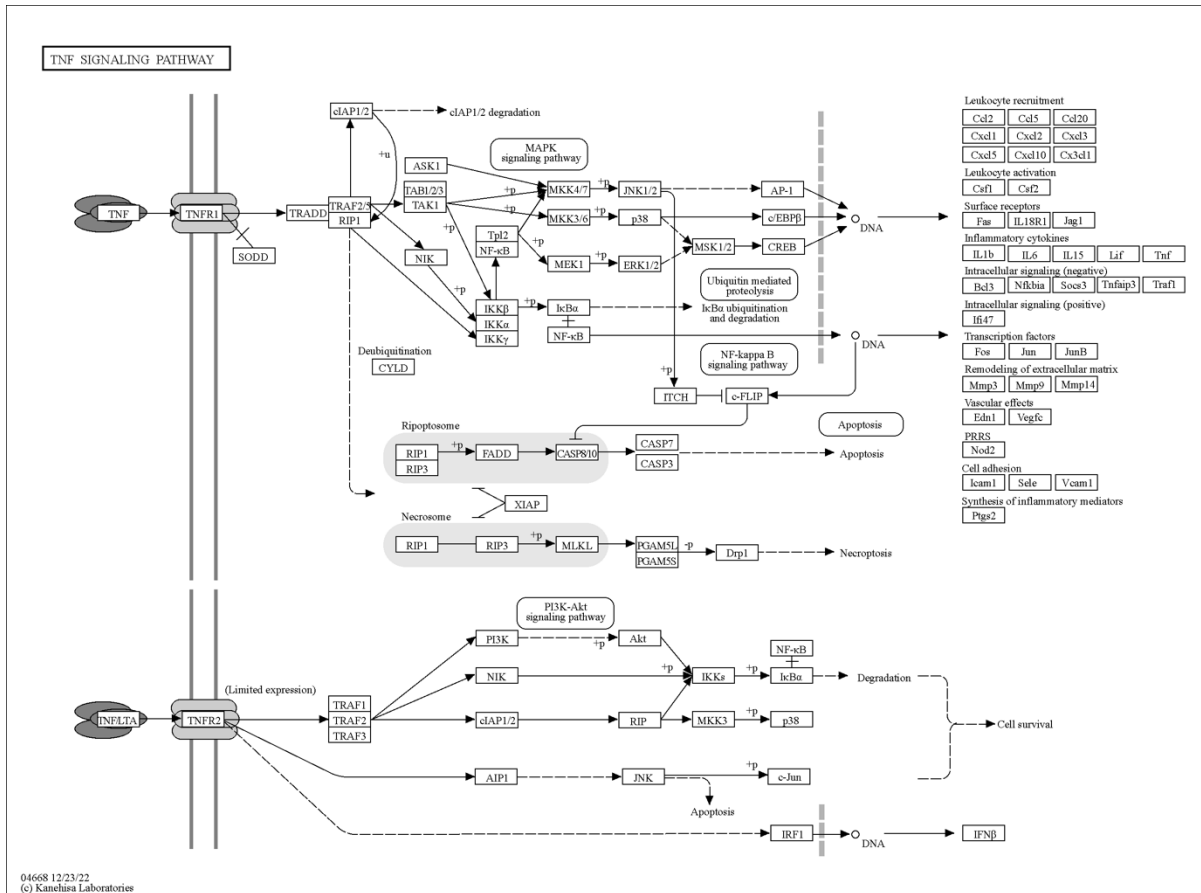 TNF SIGNALING PATHWAY
cIAP1/2
cIAP1/2 degradation
+u
MAPK
signaling pathway
ASK1
TAB1/2/3
TAK1
TNF
TNFR1
SODD
TRADD
TRAF2/5
RIP1
+p
MKK4/7
+p
JNK1/2
AP-1
+p
MKK3/6
+p
p38
c/EBPβ
DNA
+p
Tpl2
NF-κB
+p
MSK1/2
CREB
NIK
MEK1
+p
ERK1/2
+p
Ubiquitin mediated
proteolysis
IKKβ
IKKα
IKKγ
+p
IκBα
IκBα ubiquitination
and degradation
NF-κB
DNA
Deubiquitination
CYLD
NF-kappa B
signaling pathway
+p
ITCH
c-FLIP
Ripoptosome
RIP1
RIP3
+p
FADD
CASP8/10
CASP7
CASP3
Apoptosis
Apoptosis
XIAP
Necrosome
RIP1
RIP3
+p
MLKL
PGAM5L
PGAM5S
-p
Drp1
Necroptosis
Leukocyte recruitment
Ccl2 Ccl5 Ccl20
Cxcl1 Cxcl2 Cxcl3
Cxcl5 Cxcl10 Cx3cl1
Leukocyte activation
Csf1 Csf2
Surface receptors
Fas IL18R1 Jag1
Inflammatory cytokines
IL1b IL6 IL15 Lif Tnf
Intracellular signaling (negative)
Bcl3 Nfkbia Socs3 Tnfaip3 Traf1
Intracellular signaling (positive)
Ifi47
Transcription factors
Fos Jun JunB
Remodeling of extracellular matrix
Mmp3 Mmp9 Mmp14
Vascular effects
Edn1 Vegfc
PRRS
Nod2
Cell adhesion
Icam1 Sele Vcam1
Synthesis of inflammatory mediators
Ptgs2
PI3K-Akt
signaling pathway
PI3K
+p
Akt
NF-κB
NIK
+p
IKKs
+p
IκBα
Degradation
(Limited expression)
TNF/LTA
TNFR2
TRAF1
TRAF2
TRAF3
cIAP1/2
RIP
MKK3
+p
p38
Cell survival
AIP1
JNK
+p
c-Jun
Apoptosis
IRF1
DNA
IFNβ
04668 12/23/22
(c) Kanehisa Laboratories